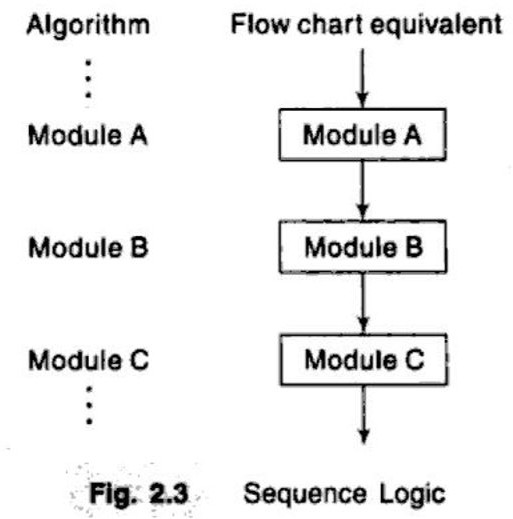 Algorithm Flow chart equivalent
Module A Module A
Module B Module B
Module C Module C
Fig. 2.3 Sequence Logic